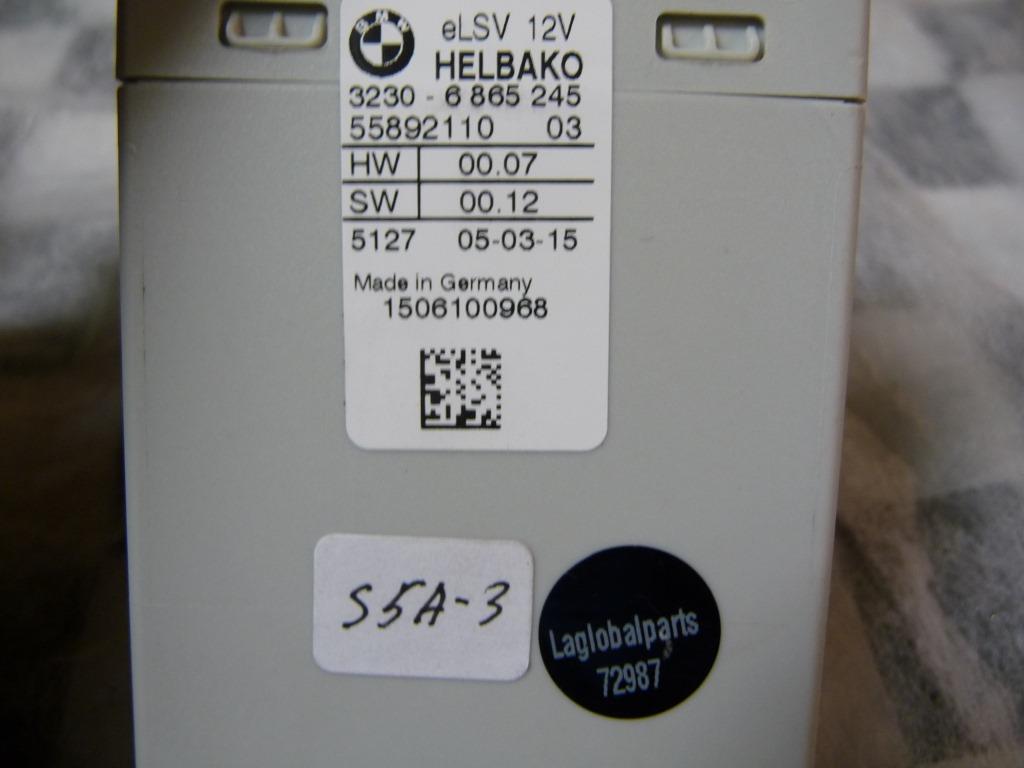 BMW
eLSV 12V
HELBAKO
3230 - 6 865 245
55892110 03
HW 00.07
SW 00.12
5127 05-03-15
Made in Germany
1506100968
S5A-3
Laglobalparts
72987